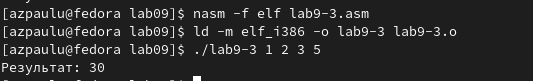 [azpaulu@fedora lab09]$ nasm -f elf lab9-3.asm
[azpaulu@fedora lab09]$ ld -m elf_i386 -o lab9-3 lab9-3.o
[azpaulu@fedora lab09]$ ./lab9-3 1 2 3 5
Результат: 30